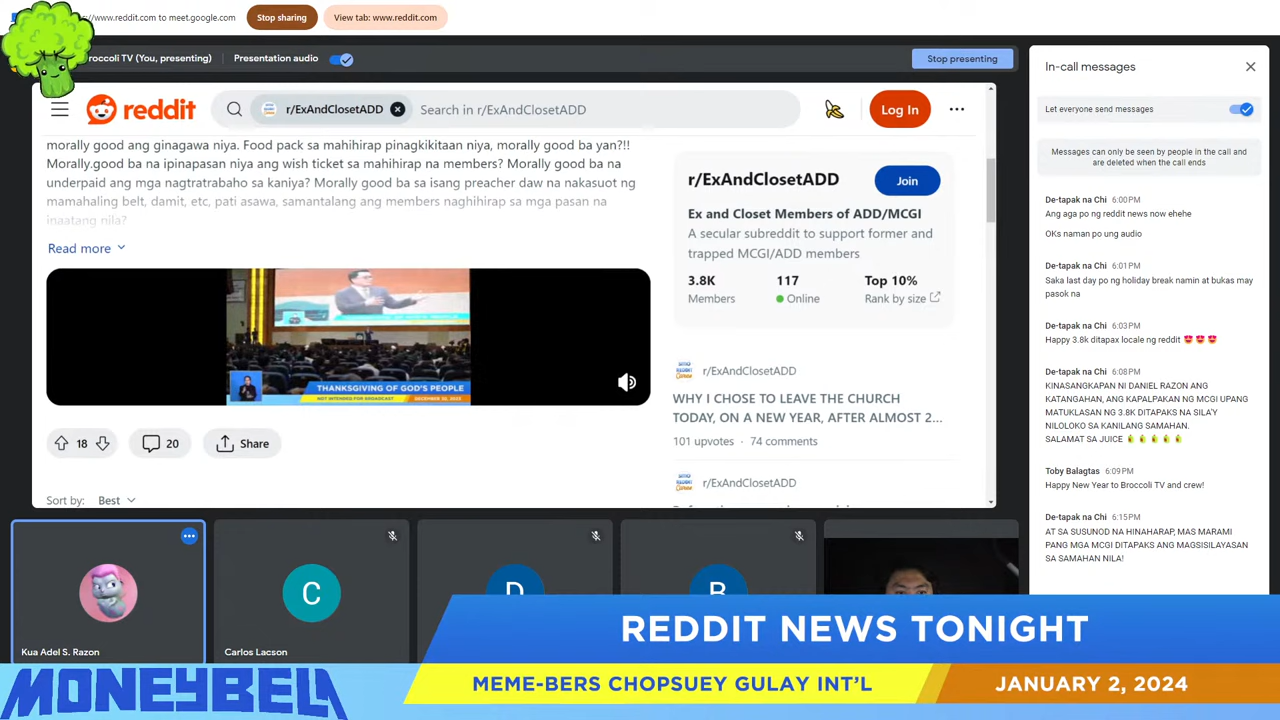 www.reddit.com to meet.google.com
Stop sharing
View tab: www.reddit.com
Broccoli TV (You, presenting)
Presentation audio
Stop presenting
reddit
r/ExAndClosetADD
Search in r/ExAndClosetADD
Log In
morally good ang ginagawa niya. Food pack sa mahihirap pinagkikitaan niya, morally good ba yan?!!
Morally.good ba na ipinapasan niya ang wish ticket sa mahihirap na members? Morally good ba na
underpaid ang mga nagtratrabaho sa kaniya? Morally good ba sa isang preacher daw na nakasuot ng
mamahaling belt, damit, etc, pati asawa, samantalang ang members naghihirap sa mga pasan na
inaatang nila?
Read more
THANKSGIVING OF GOD'S PEOPLE
NOT INTENDED FOR BROADCAST
18
20
Share
Sort by:
Best
r/ExAndClosetADD
Join
Ex and Closet Members of ADD/MCGI
A secular subreddit to support former and
trapped MCGI/ADD members
3.8K
117
Top 10%
Members
Online
Rank by size
r/ExAndClosetADD
WHY I CHOSE TO LEAVE THE CHURCH
TODAY, ON A NEW YEAR, AFTER ALMOST 2...
101 upvotes · 74 comments
r/ExAndClosetADD
In-call messages
Let everyone send messages
Messages can only be seen by people in the call and
are deleted when the call ends
De-tapak na Chi 6:00PM
Ang aga po ng reddit news now ehehe
OKs naman po ung audio
De-tapak na Chi 6:01PM
Saka last day po ng holiday break namin at bukas may
pasok na
De-tapak na Chi 6:03PM
Happy 3.8k ditapax locale ng reddit 😍😍😍
De-tapak na Chi 6:08PM
KINASANGKAPAN NI DANIEL RAZON ANG
KATANGAHAN, ANG KAPALPAKAN NG MCGI UPANG
MATUKLASAN NG 3.8K DITAPAKS NA SILA'Y
NILOLOKO SA KANILANG SAMAHAN.
SALAMAT SA JUICE
Toby Balagtas 6:09PM
Happy New Year to Broccoli TV and crew!
De-tapak na Chi 6:15PM
AT SA SUSUNOD NA HINAHARAP, MAS MARAMI
PANG MGA MCGI DITAPAKS ANG MAGSISILAYASAN
SA SAMAHAN NILA!
Kua Adel S. Razon
C
Carlos Lacson
D
B
REDDIT NEWS TONIGHT
MONEYBELA
MEME-BERS CHOPSUEY GULAY INT'L
JANUARY 2, 2024